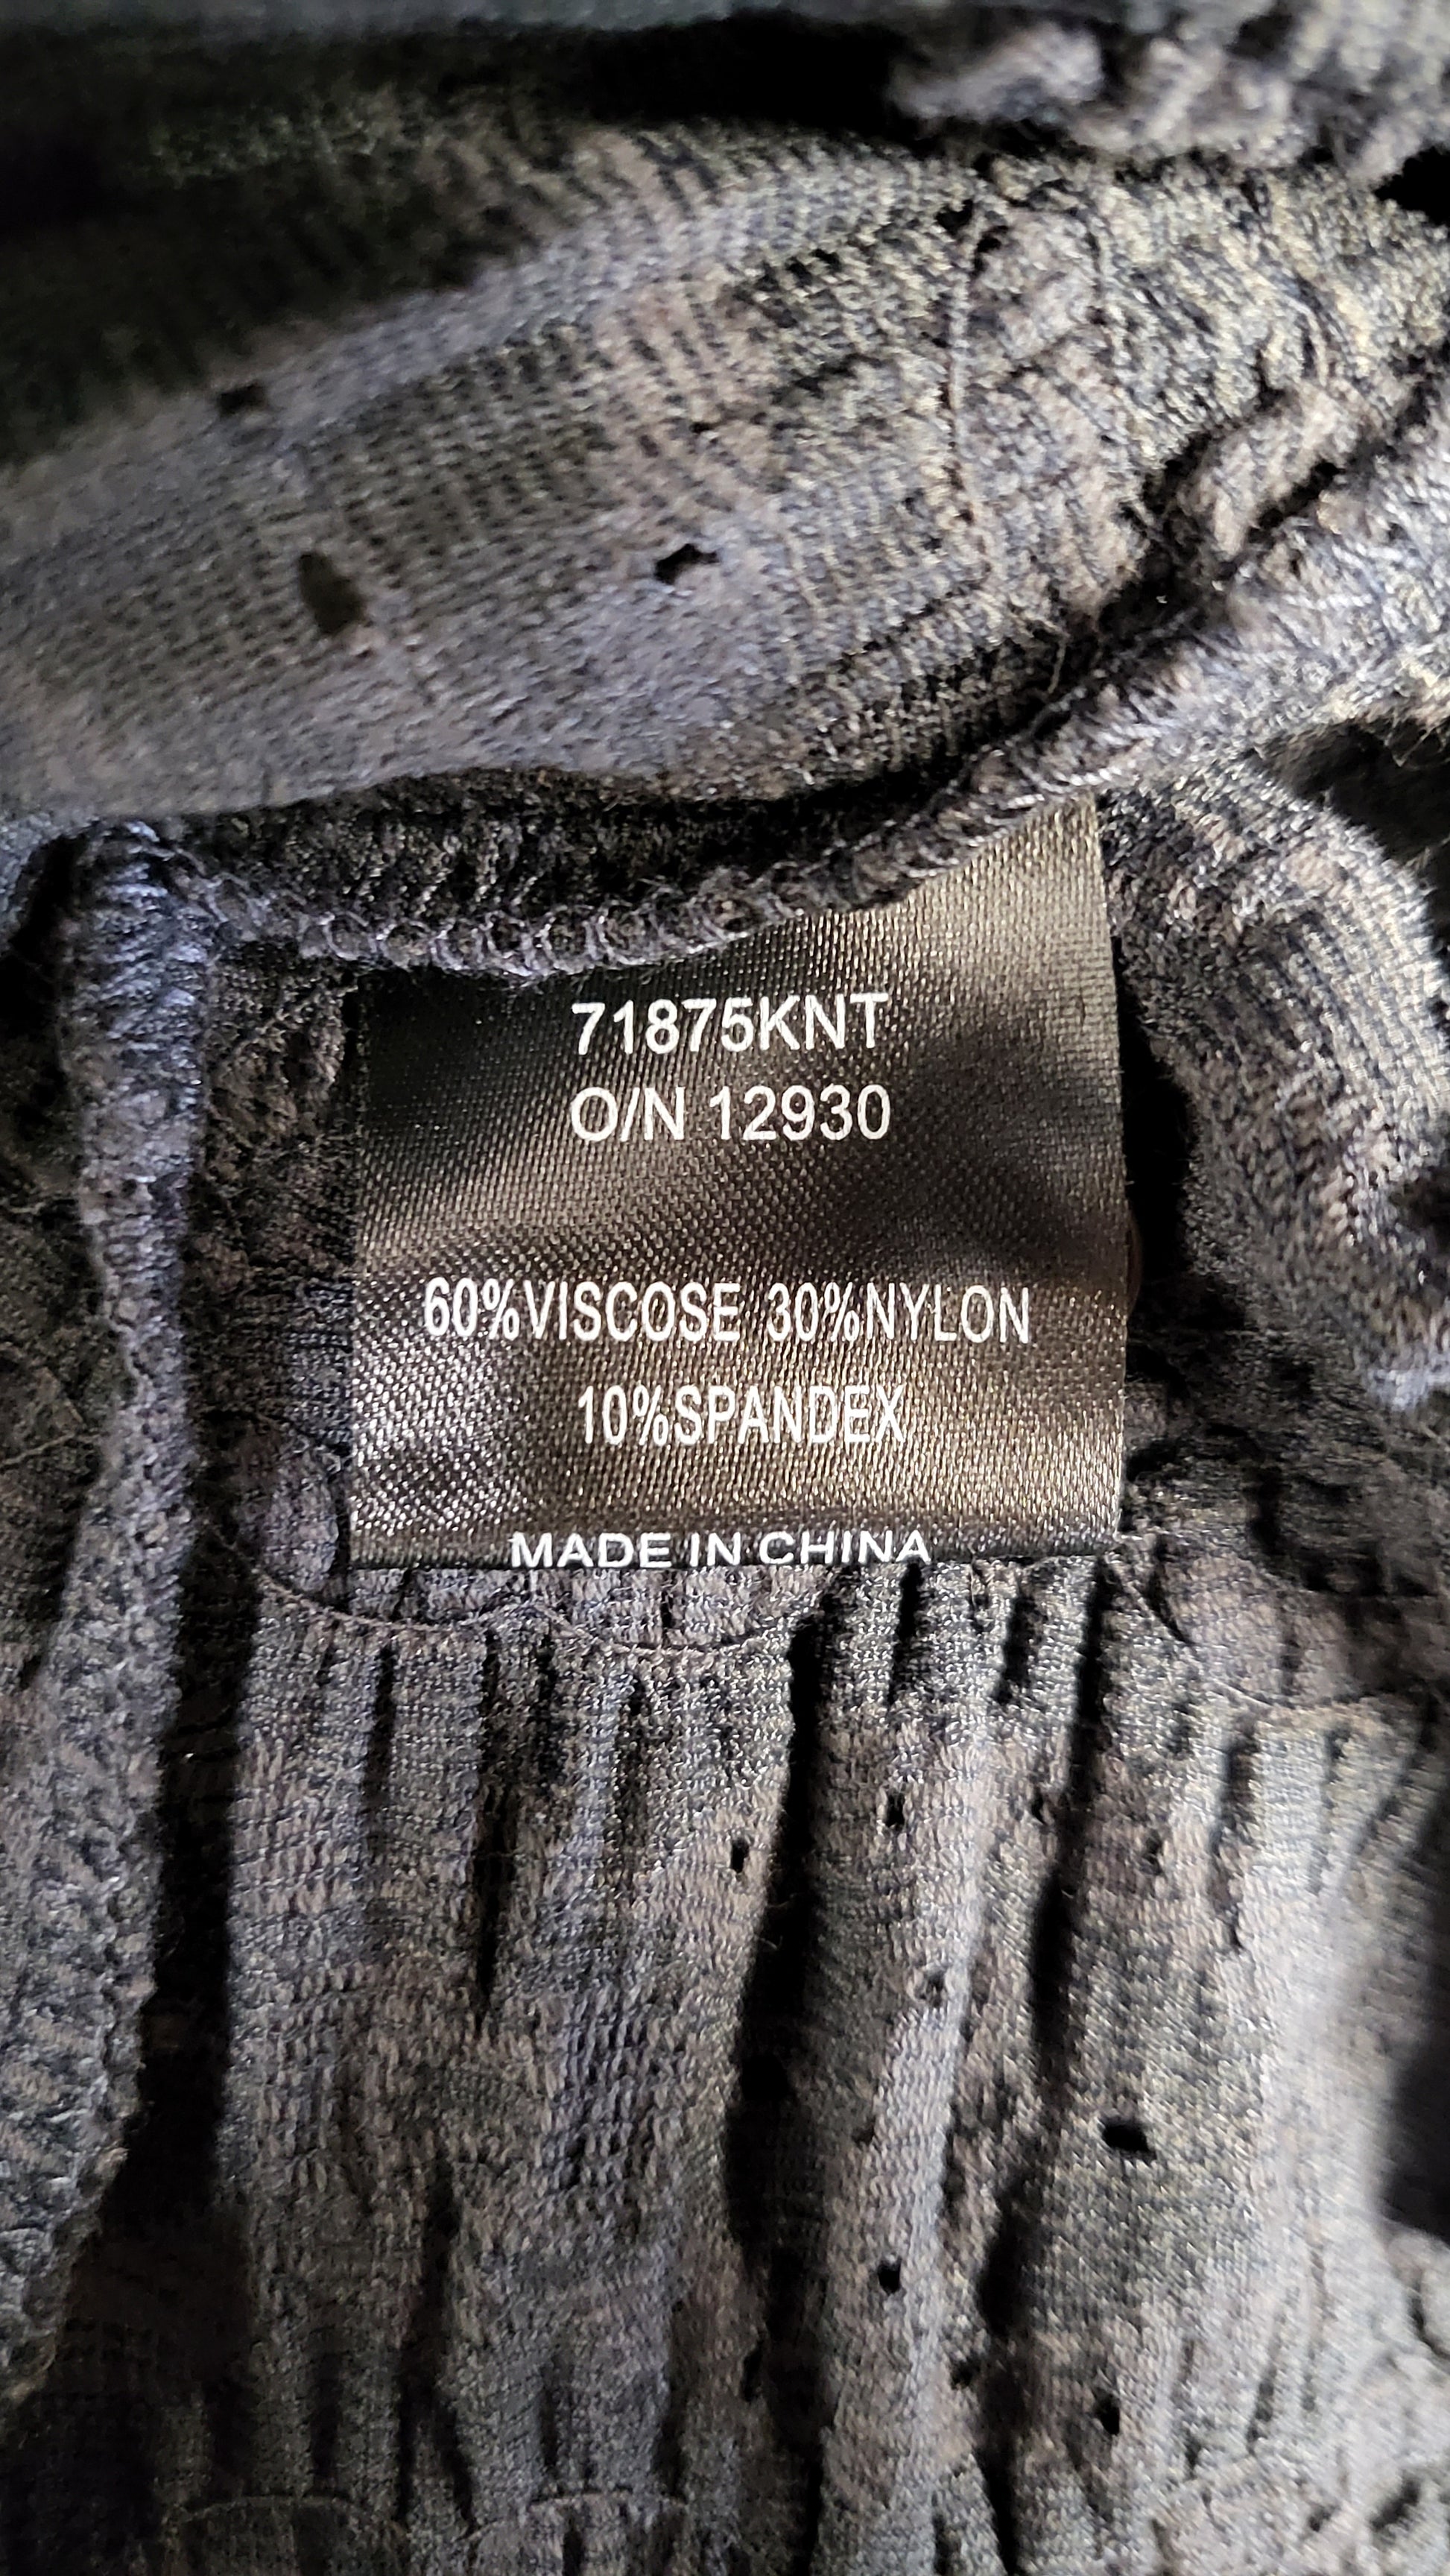 71875KNT
O/N 12930
60%VISCOSE 30%NYLON
10%SPANDEX
MADE IN CHINA